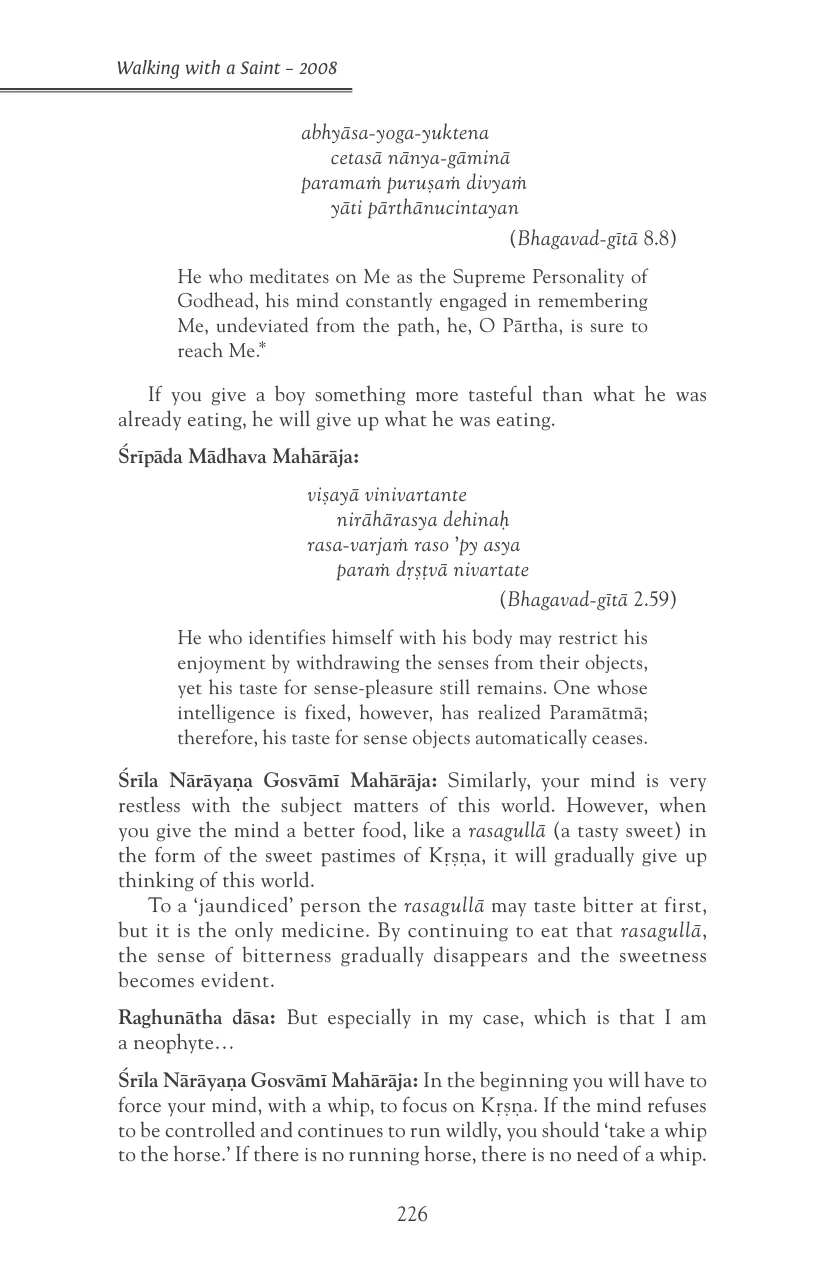 Walking with a Saint – 2008
abhyāsa-yoga-yuktena
cetasā nānya-gāminā
paramaṁ puruṣaṁ divyaṁ
yāti pārthānucintayan
(Bhagavad-gītā 8.8)
He who meditates on Me as the Supreme Personality of
Godhead, his mind constantly engaged in remembering
Me, undeviated from the path, he, O Pārtha, is sure to
reach Me.*
If you give a boy something more tasteful than what he was
already eating, he will give up what he was eating.
Śrīpāda Mādhava Mahārāja:
viṣayā vinivartante
nirāhārasya dehinaḥ
rasa-varjaṁ raso ’py asya
paraṁ dṛṣṭvā nivartate
(Bhagavad-gītā 2.59)
He who identifies himself with his body may restrict his
enjoyment by withdrawing the senses from their objects,
yet his taste for sense-pleasure still remains. One whose
intelligence is fixed, however, has realized Paramātmā;
therefore, his taste for sense objects automatically ceases.
Śrīla Nārāyaṇa Gosvāmī Mahārāja: Similarly, your mind is very
restless with the subject matters of this world. However, when
you give the mind a better food, like a rasagullā (a tasty sweet) in
the form of the sweet pastimes of Kṛṣṇa, it will gradually give up
thinking of this world.
To a ‘jaundiced’ person the rasagullā may taste bitter at first,
but it is the only medicine. By continuing to eat that rasagullā,
the sense of bitterness gradually disappears and the sweetness
becomes evident.
Raghunātha dāsa: But especially in my case, which is that I am
a neophyte…
Śrīla Nārāyaṇa Gosvāmī Mahārāja: In the beginning you will have to
force your mind, with a whip, to focus on Kṛṣṇa. If the mind refuses
to be controlled and continues to run wildly, you should ‘take a whip
to the horse.’ If there is no running horse, there is no need of a whip.
226